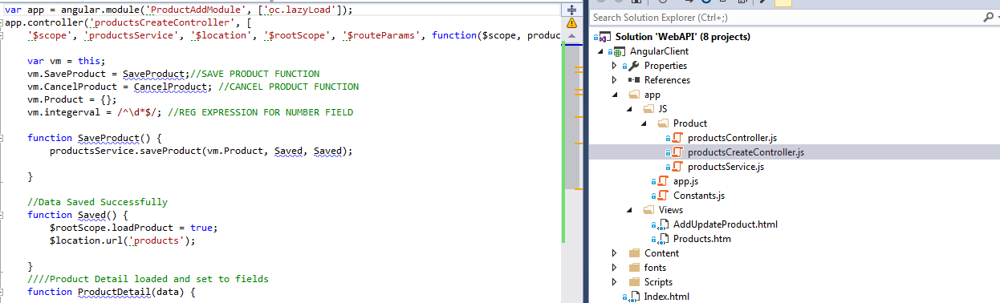 var app = angular.module('ProductAddModule', ['oc.lazyLoad']);
app.controller('productsCreateController', [
'$scope', 'productsService', '$location', '$rootScope', '$routeParams', function($scope, produc
var vm = this;
vm.SaveProduct = SaveProduct;//SAVE PRODUCT FUNCTION
vm.CancelProduct = CancelProduct; //CANCEL PRODUCT FUNCTION
vm.Product = {};
vm.integerval = /^\d*$/; //REG EXPRESSION FOR NUMBER FIELD
function SaveProduct() {
productsService.saveProduct(vm.Product, Saved, Saved);
}
//Data Saved Successfully
function Saved() {
$rootScope.loadProduct = true;
$location.url('products');
}
////Product Detail loaded and set to fields
function ProductDetail(data) {
Search Solution Explorer (Ctrl+;)
Solution 'WebAPI' (8 projects)
AngularClient
Properties
References
app
JS
Product
productsController.js
productsCreateController.js
productsService.js
app.js
Constants.js
Views
AddUpdateProduct.html
Products.htm
Content
fonts
Scripts
Index.html